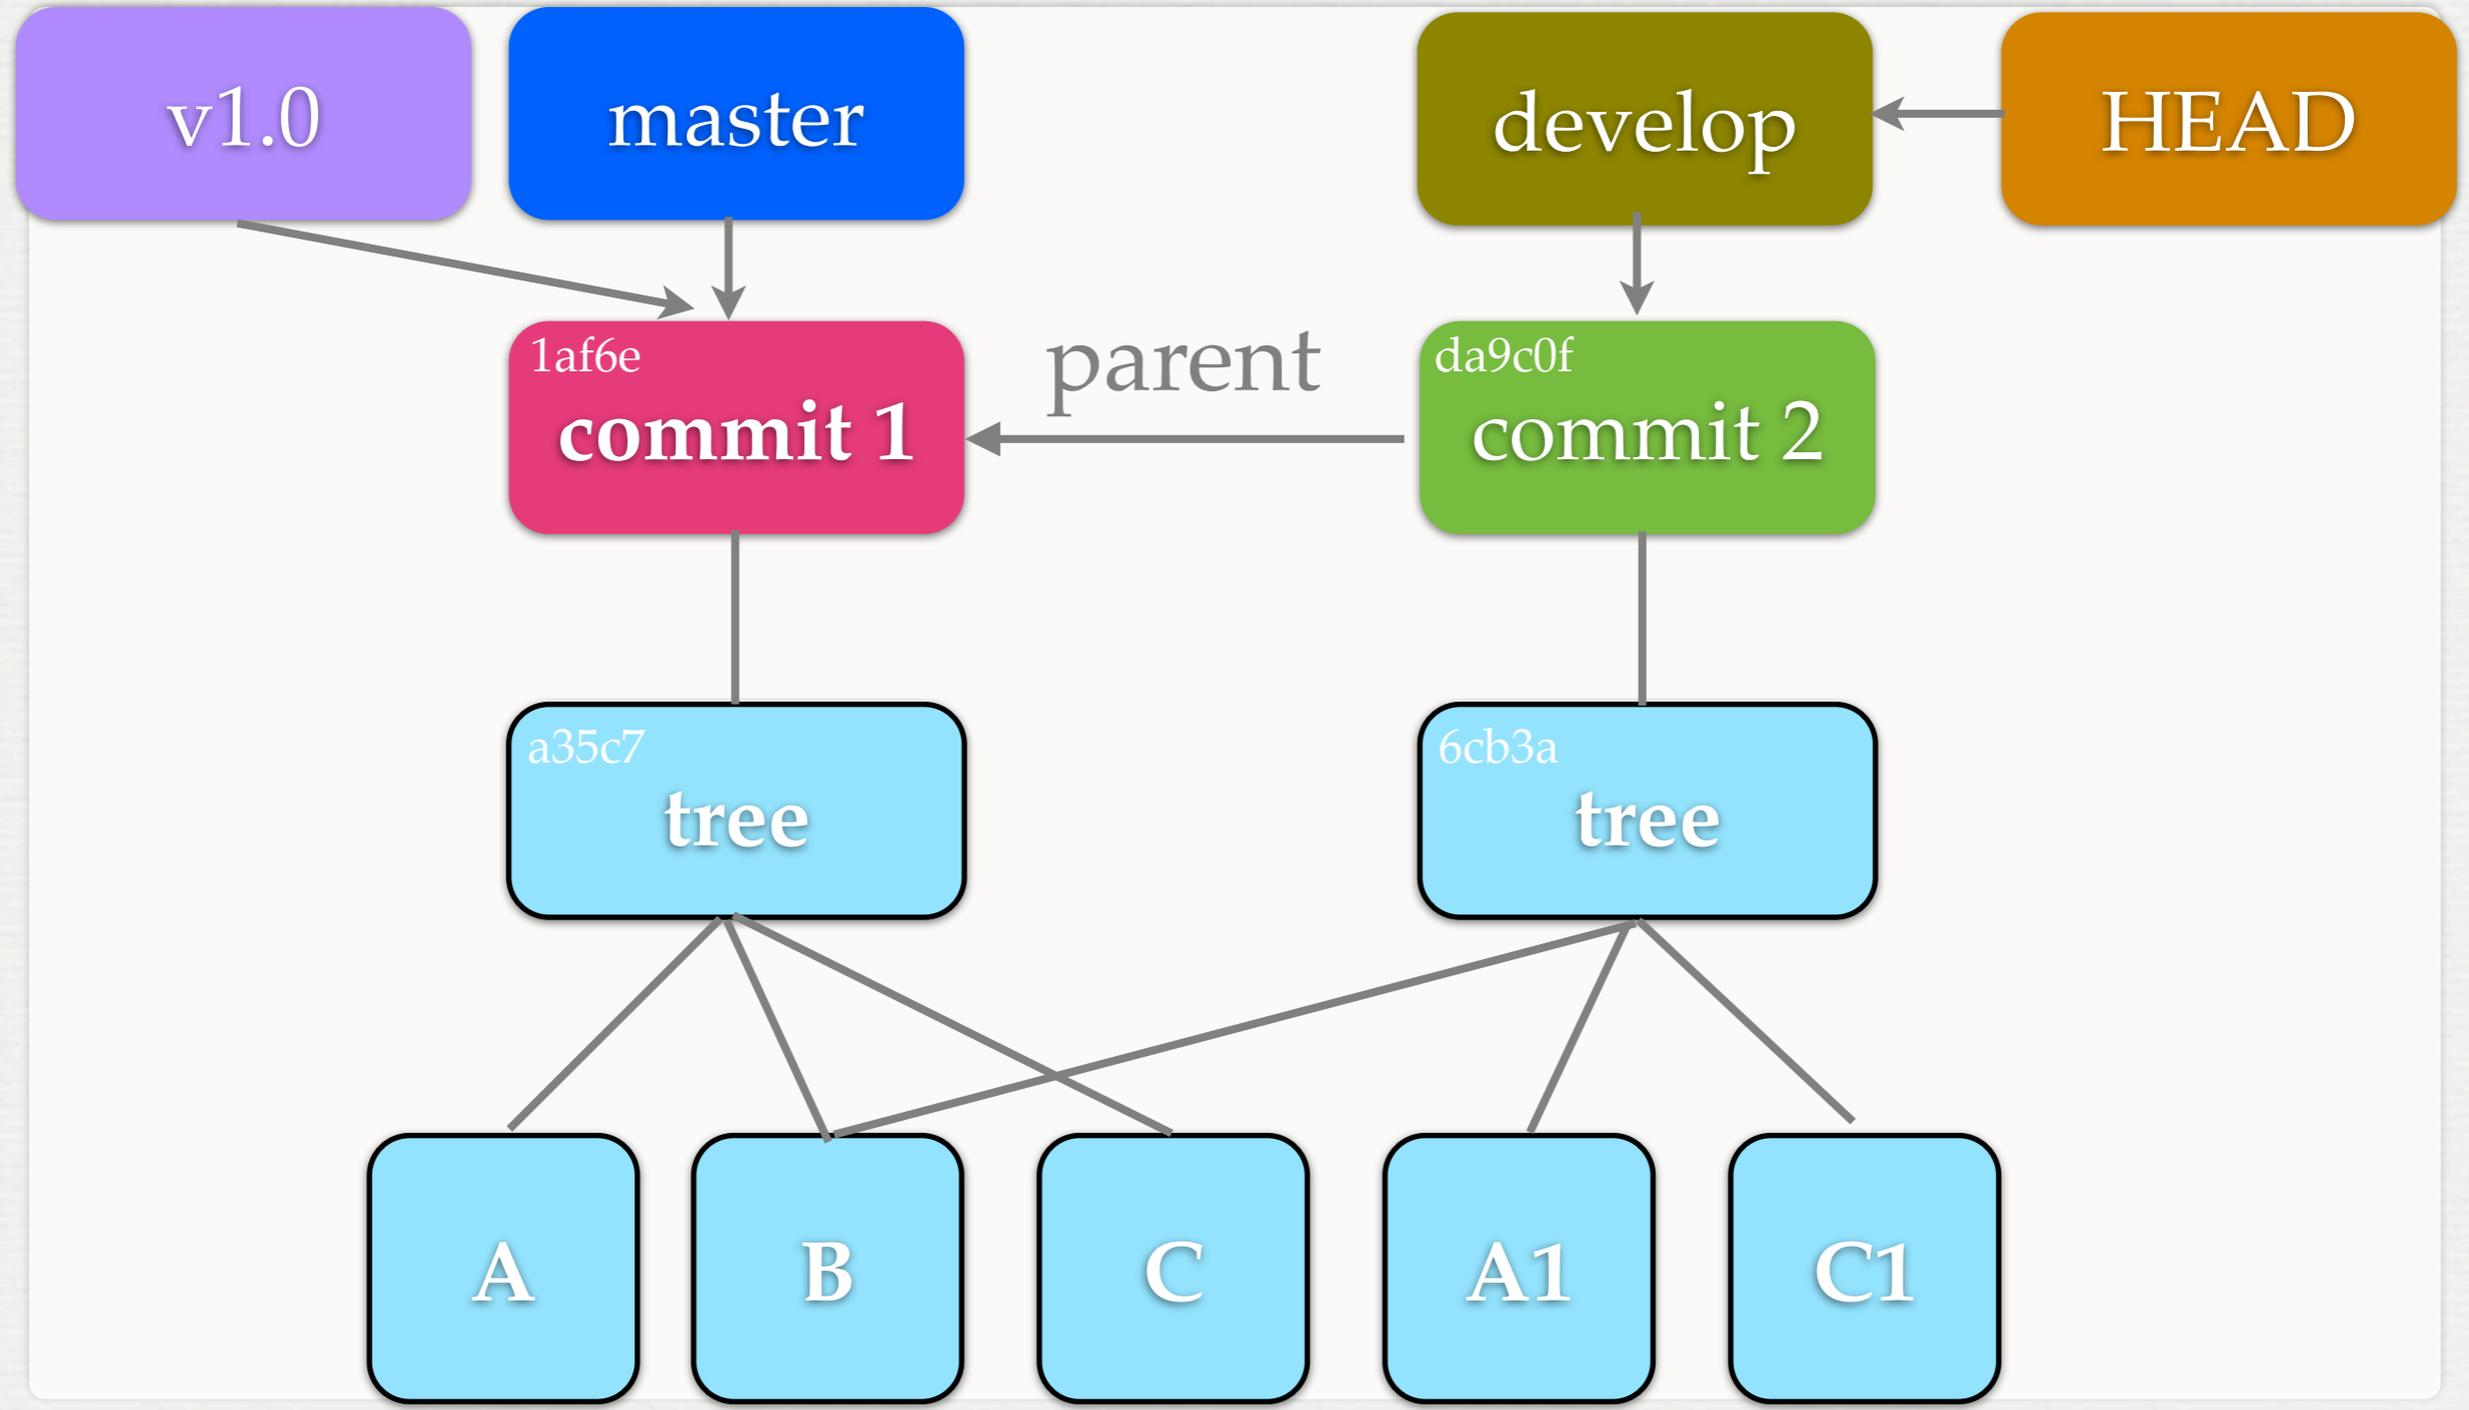 v1.0
master
develop
HEAD
1af6e
commit 1
parent
da9c0f
commit 2
a35c7
tree
6cb3a
tree
A
B
C
A1
C1